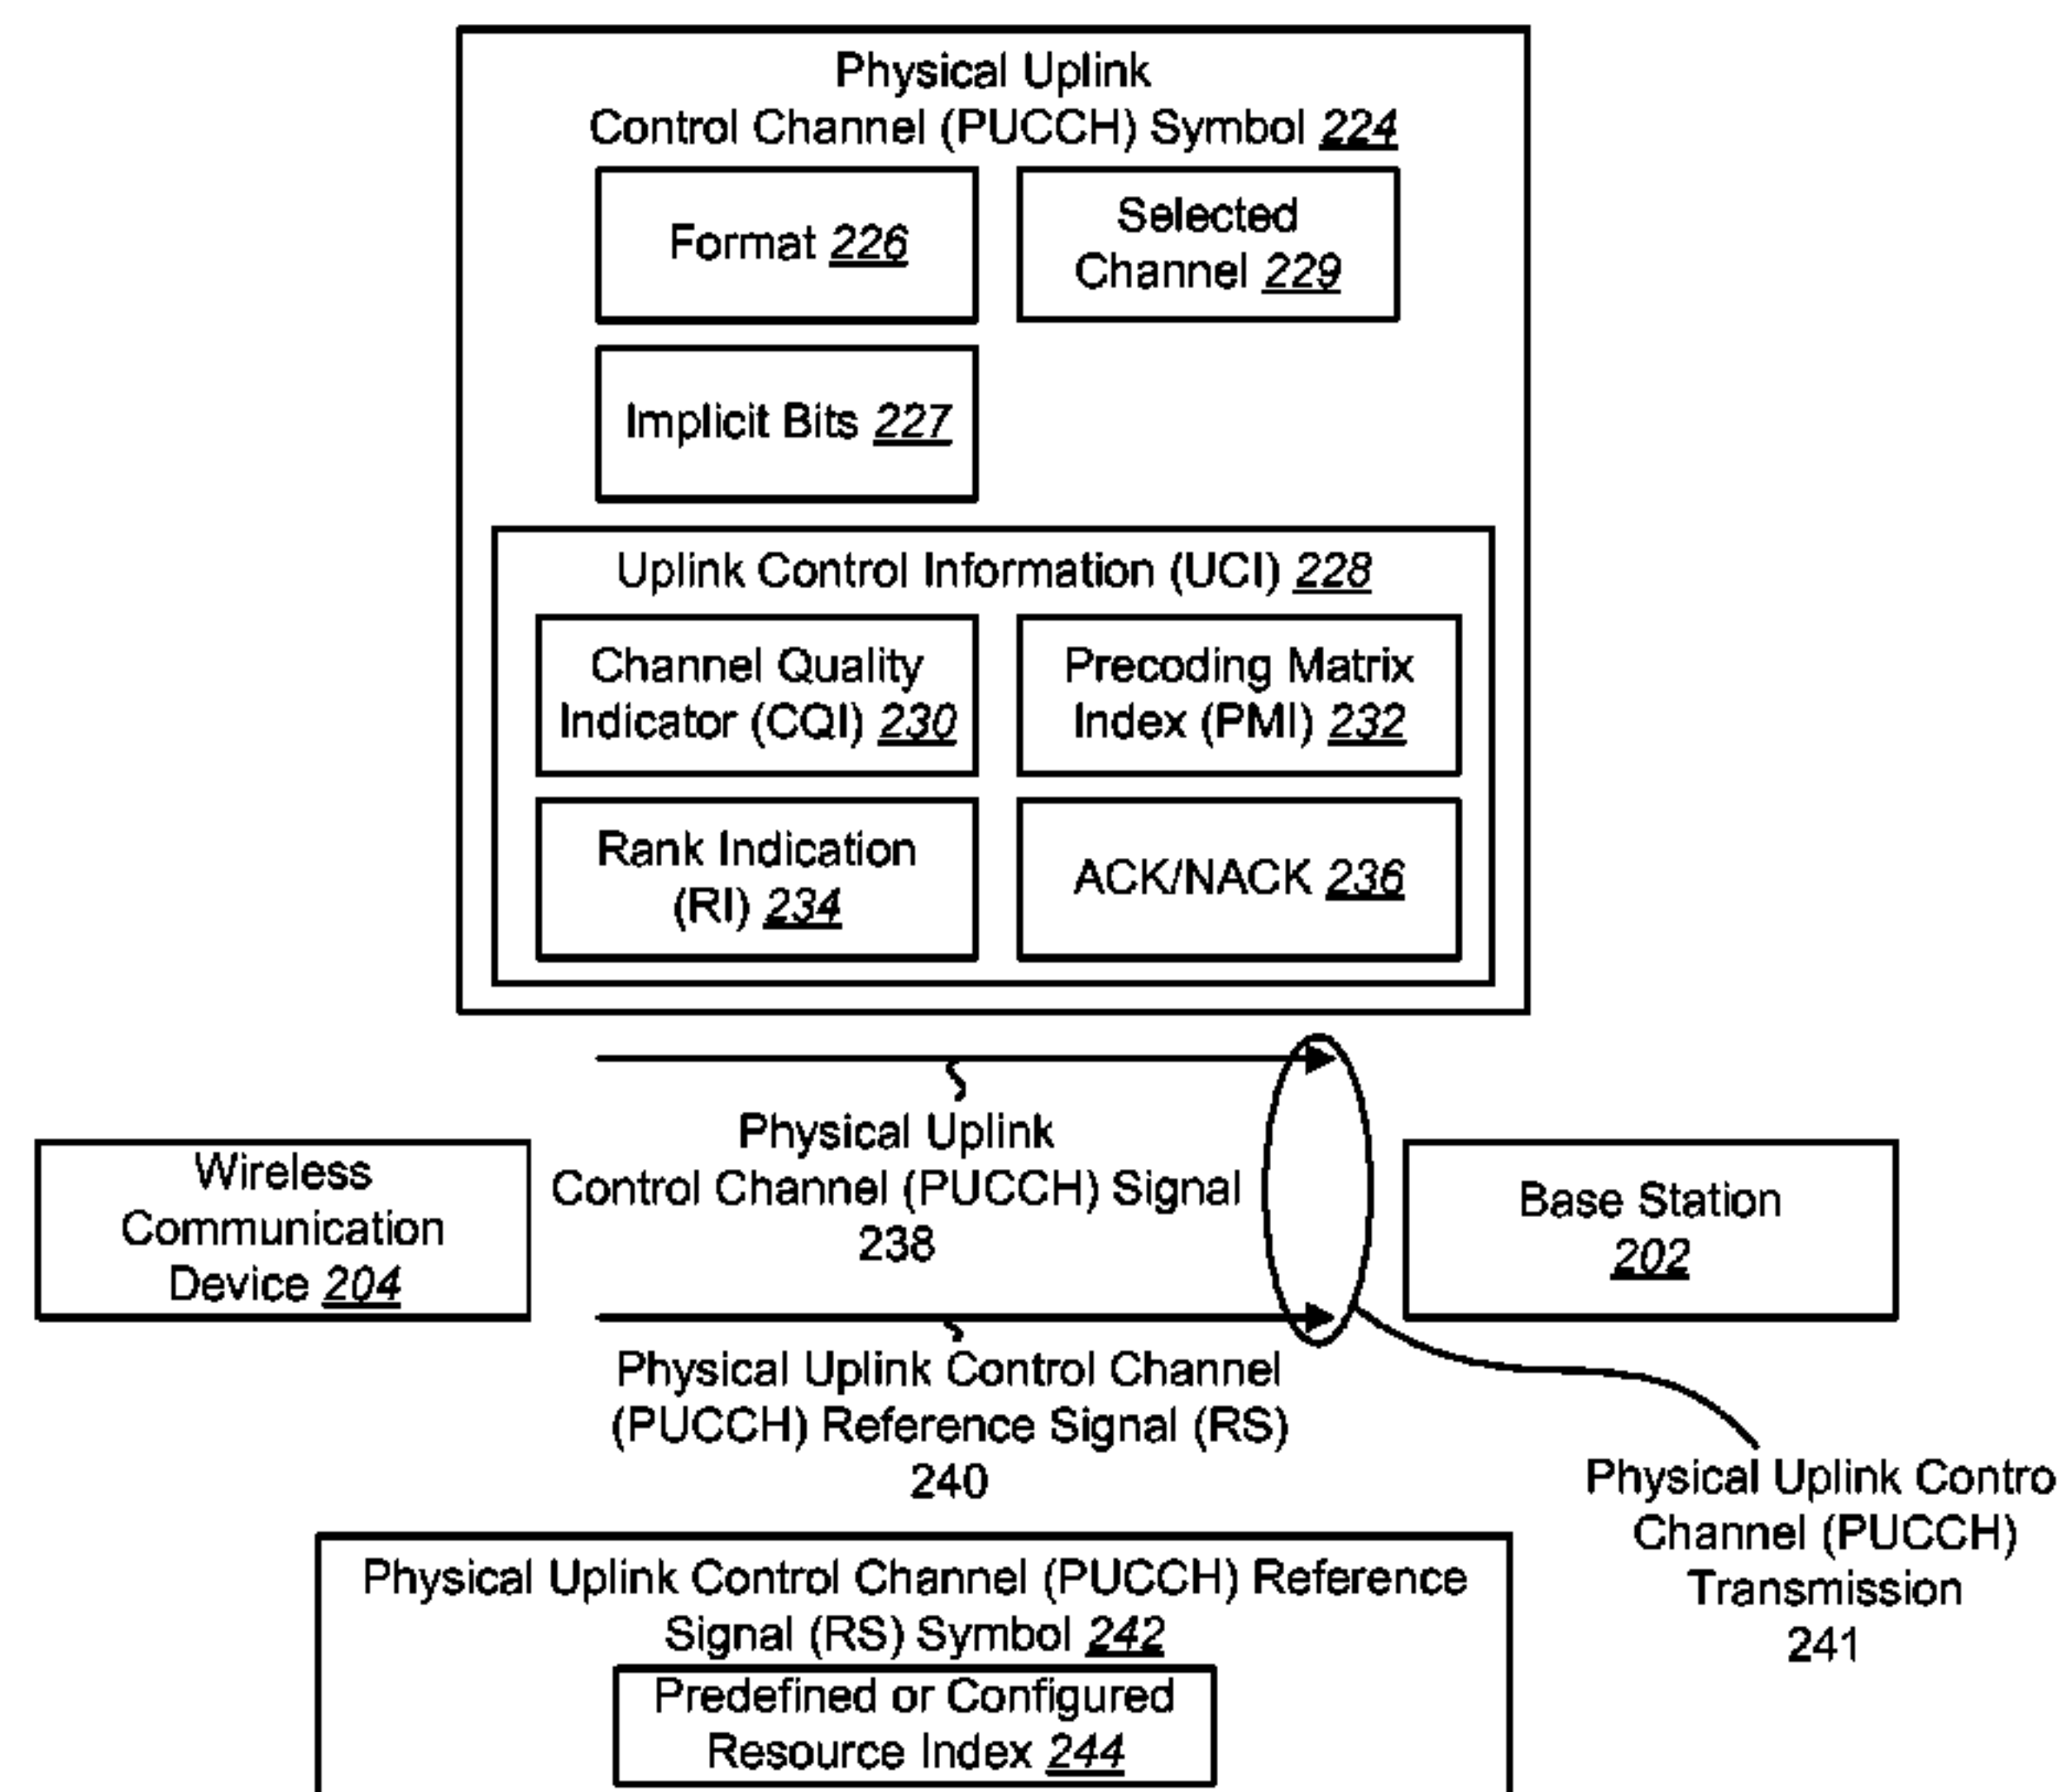 Physical Uplink
Control Channel (PUCCH) Symbol 224
Format 226
Selected
Channel 229
Implicit Bits 227
Uplink Control Information (UCI) 228
Channel Quality
Indicator (CQI) 230
Precoding Matrix
Index (PMI) 232
Rank Indication
(RI) 234
ACK/NACK 236
Wireless
Communication
Device 204
Physical Uplink
Control Channel (PUCCH) Signal
238
Base Station
202
Physical Uplink Control Channel
(PUCCH) Reference Signal (RS)
240
Physical Uplink Contro
Channel (PUCCH)
Transmission
241
Physical Uplink Control Channel (PUCCH) Reference
Signal (RS) Symbol 242
Predefined or Configured
Resource Index 244